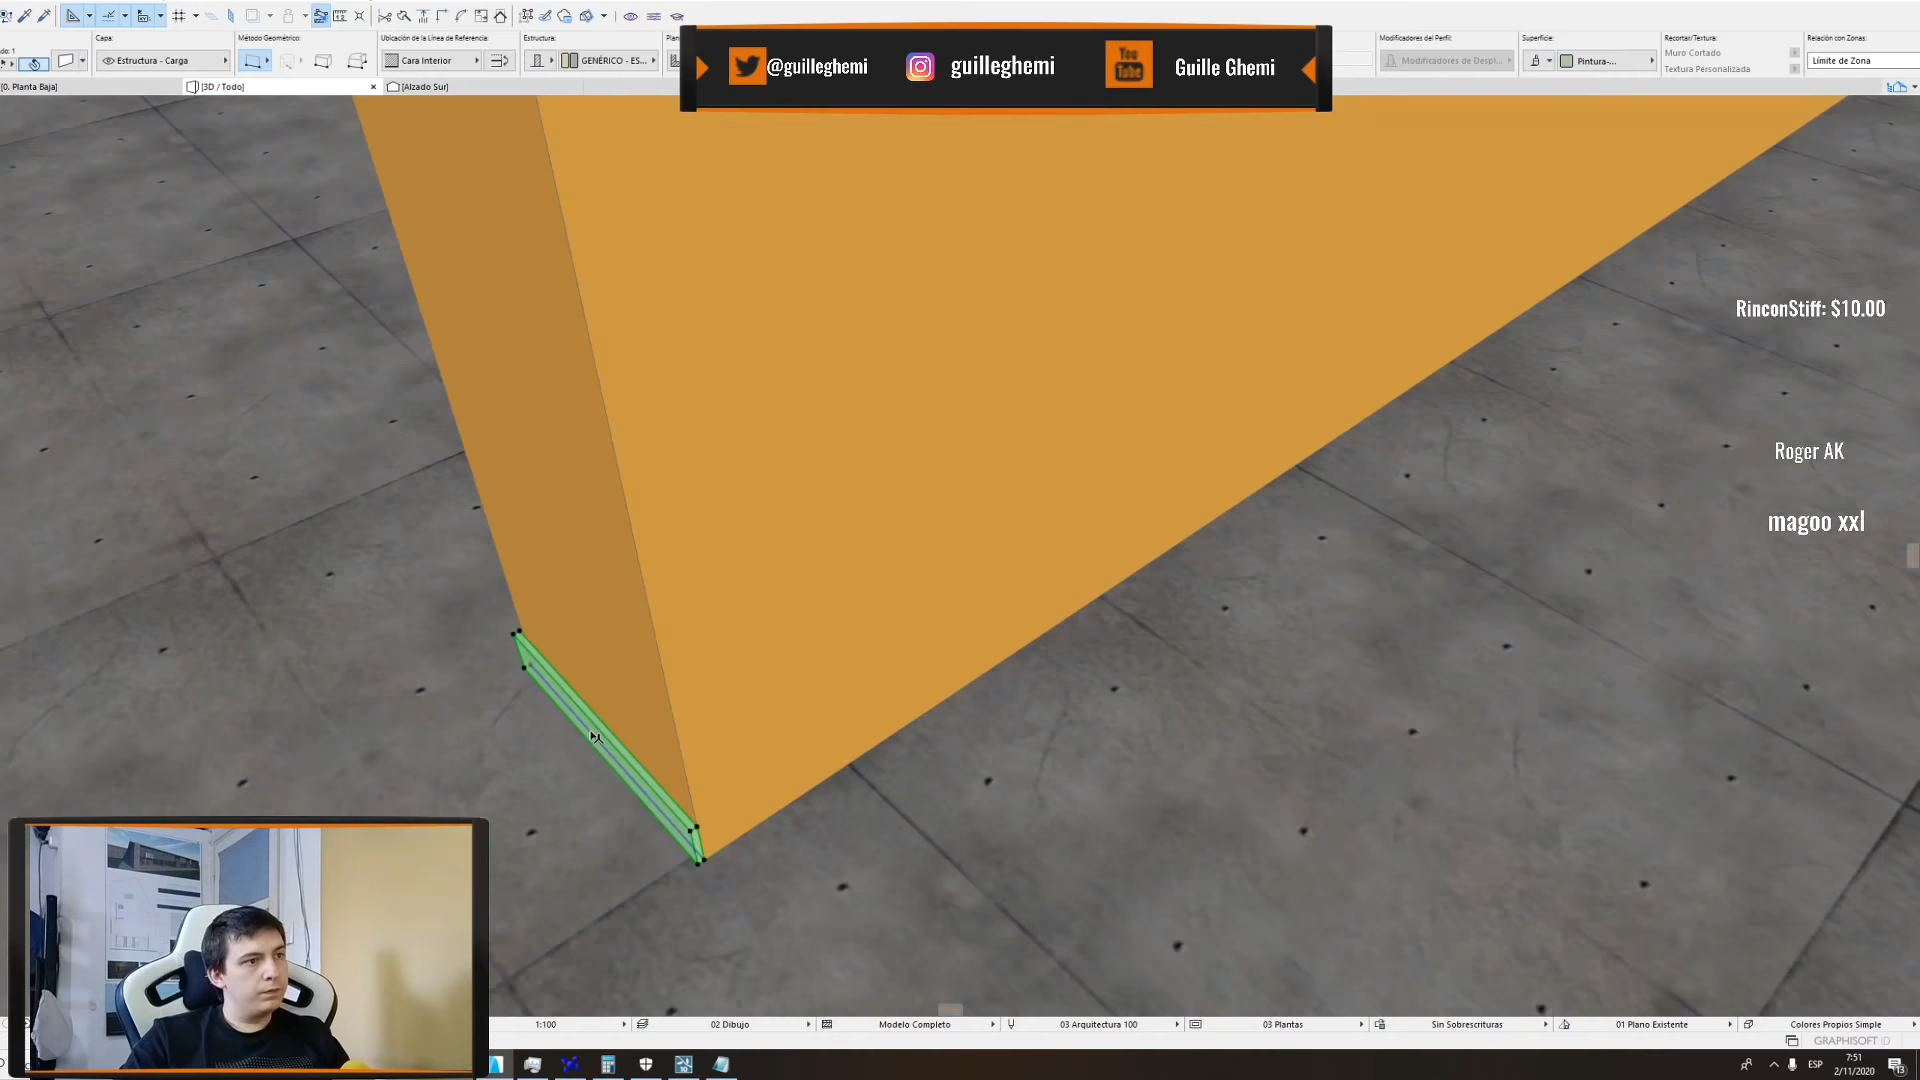 Capa:
Método Geométrico:
Ubicación de la Línea de Referencia:
Estructura:
Modificadores del Perfil:
Superficie:
Recortar/Textura:
Relación con Zonas:
Estructura - Carga
Cara Interior
GENÉRICO - ES...
Modificadores de Despl...
Pintura-...
Muro Cortado
Textura Personalizada
Límite de Zona
@guilleghemi
guilleghemi
You Tube
Guille Ghemi
[0. Planta Baja]
[3D / Todo]
[Alzado Sur]
RinconStiff: $10.00
Roger AK
magoo xxl
1:100
02 Dibujo
Modelo Completo
03 Arquitectura 100
03 Plantas
Sin Sobrescrituras
01 Plano Existente
Colores Propios Simple
GRAPHISOFT ID
ESP
7:51
2/11/2020
13